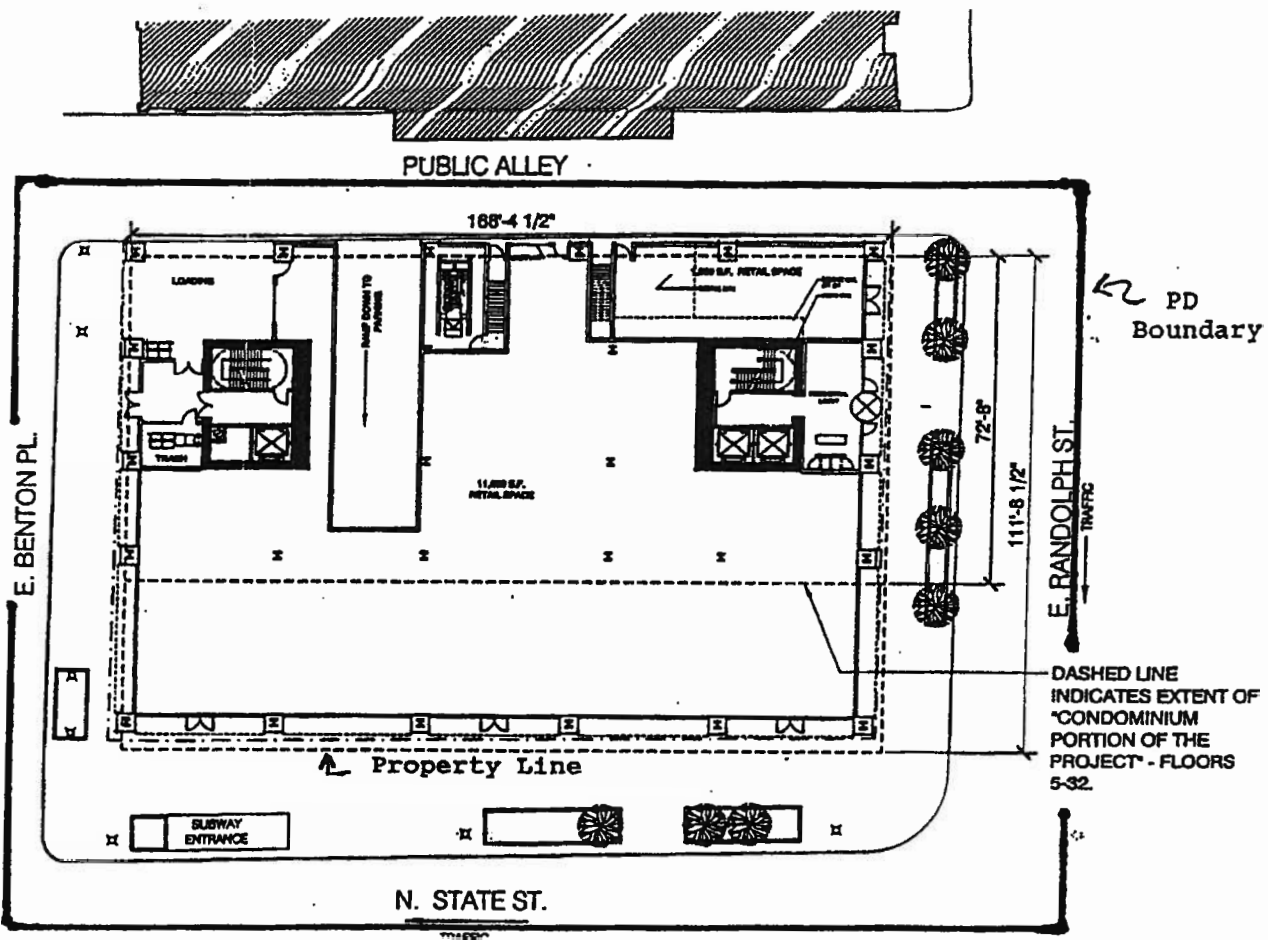 PUBLIC ALLEY
168'-4 1/2"
LOADING
RAMP DOWN TO
PARKING
RETAIL SPACE
PD
Boundary
TRASH
72'-8"
111'-8 1/2"
E. BENTON PL.
E. RANDOLPH ST.
TRAFFIC
RETAIL SPACE
DASHED LINE
INDICATES EXTENT OF
"CONDOMINIUM
PORTION OF THE
PROJECT" - FLOORS
5-32.
Property Line
SUBWAY
ENTRANCE
N. STATE ST.
TRAFFIC